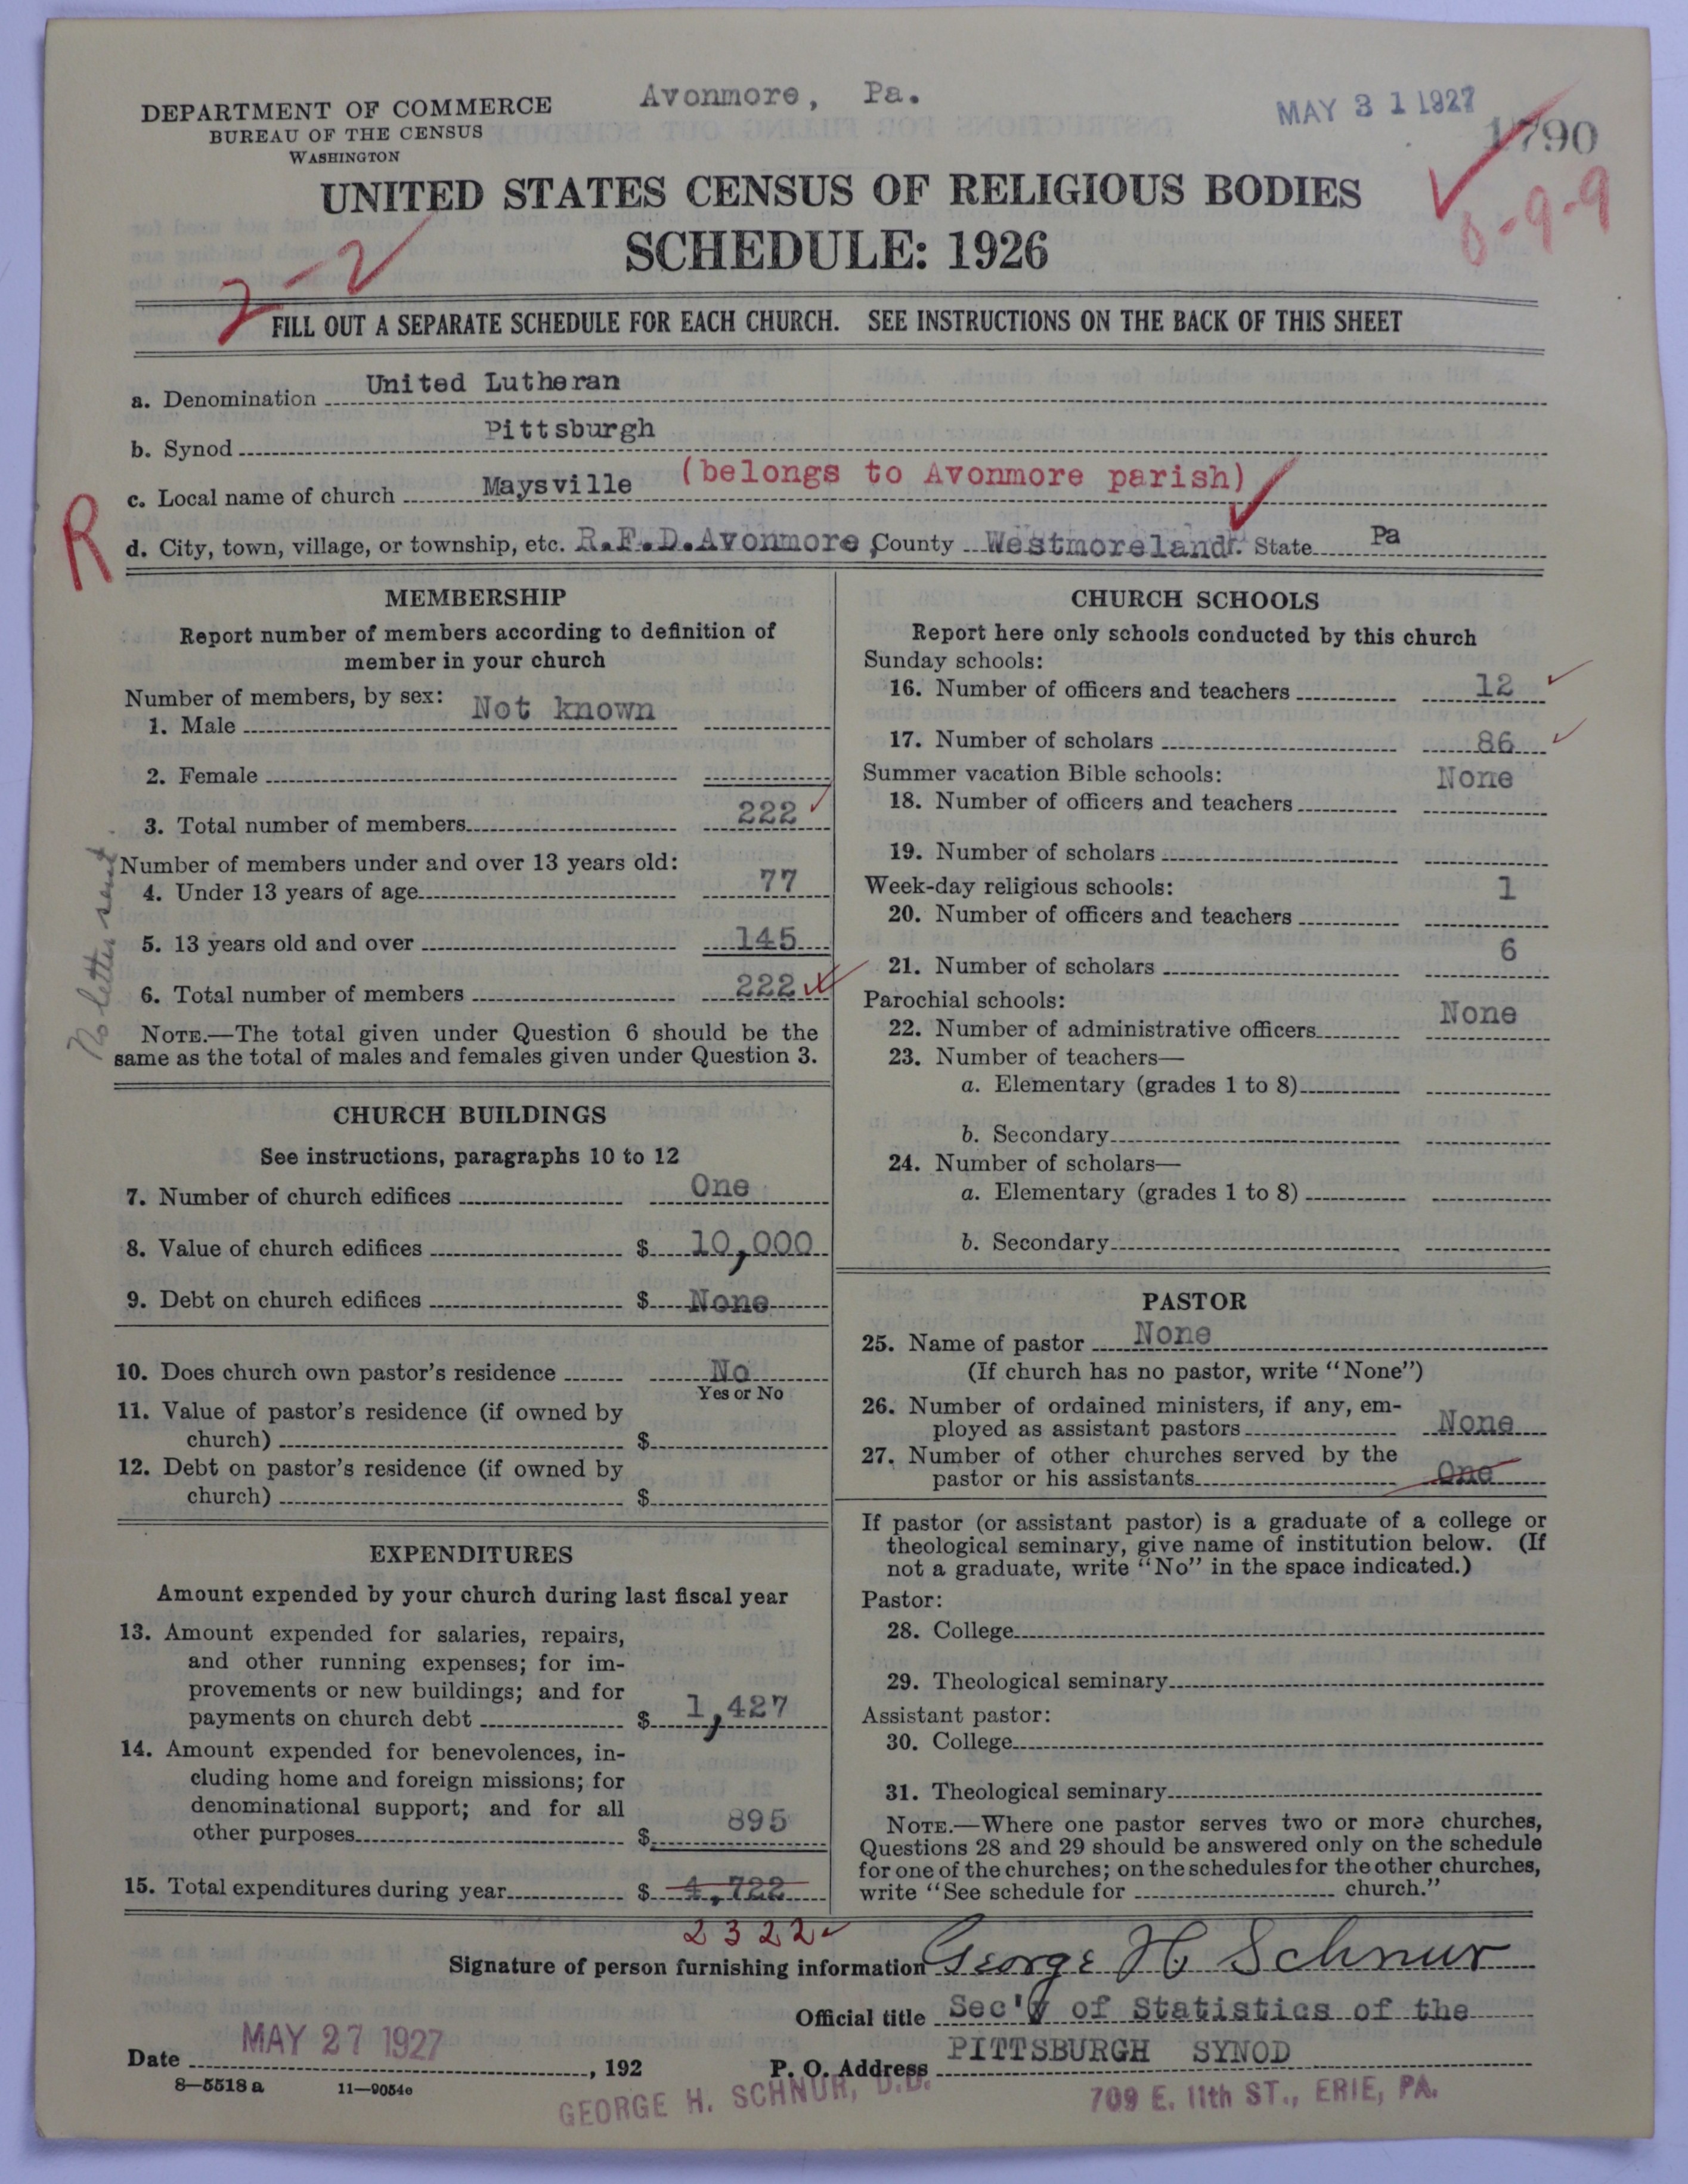 Avonmore, Pa.
MAY 31 1927
1790
6-9-9
DEPARTMENT OF COMMERCE
BUREAU OF THE CENSUS
WASHINGTON
UNITED STATES CENSUS OF RELIGIOUS BODIES
SCHEDULE: 1926
2-2
FILL OUT A SEPARATE SCHEDULE FOR EACH CHURCH. SEE INSTRUCTIONS ON THE BACK OF THIS SHEET
a. Denomination United Lutheran
b. Synod Pittsburgh
c. Local name of church Maysville (belongs to Avonmore parish)
R
d. City, town, village, or township, etc. R.F.D. Avonmore, County Westmoreland. State Pa
MEMBERSHIP
Report number of members according to definition of
member in your church
Number of members, by sex: Not known
1. Male
2. Female
3. Total number of members 222
Number of members under and over 13 years old:
4. Under 13 years of age 77
5. 13 years old and over 145
6. Total number of members 222
No letter sent.
NOTE.—The total given under Question 6 should be the
same as the total of males and females given under Question 3.
CHURCH BUILDINGS
See instructions, paragraphs 10 to 12
7. Number of church edifices One
8. Value of church edifices $ 10,000
9. Debt on church edifices $ None
10. Does church own pastor's residence No
Yes or No
11. Value of pastor's residence (if owned by
church) $
12. Debt on pastor's residence (if owned by
church) $
EXPENDITURES
Amount expended by your church during last fiscal year
13. Amount expended for salaries, repairs,
and other running expenses; for im-
provements or new buildings; and for
payments on church debt $ 1,427
14. Amount expended for benevolences, in-
cluding home and foreign missions; for
denominational support; and for all
other purposes $ 895
15. Total expenditures during year $ 4,722
2322
CHURCH SCHOOLS
Report here only schools conducted by this church
Sunday schools:
16. Number of officers and teachers 12
17. Number of scholars 86
Summer vacation Bible schools: None
18. Number of officers and teachers
19. Number of scholars
Week-day religious schools: 1
20. Number of officers and teachers
21. Number of scholars 6
Parochial schools: None
22. Number of administrative officers
23. Number of teachers—
a. Elementary (grades 1 to 8)
b. Secondary
24. Number of scholars—
a. Elementary (grades 1 to 8)
b. Secondary
PASTOR
25. Name of pastor None
(If church has no pastor, write "None")
26. Number of ordained ministers, if any, em-
ployed as assistant pastors None
27. Number of other churches served by the
pastor or his assistants One
If pastor (or assistant pastor) is a graduate of a college or
theological seminary, give name of institution below. (If
not a graduate, write "No" in the space indicated.)
Pastor:
28. College
29. Theological seminary
Assistant pastor:
30. College
31. Theological seminary
NOTE.—Where one pastor serves two or more churches,
Questions 28 and 29 should be answered only on the schedule
for one of the churches; on the schedules for the other churches,
write "See schedule for church."
Signature of person furnishing information George H Schnur
Official title Sec'y of Statistics of the
Date MAY 27 1927, 192
P. O. Address PITTSBURGH SYNOD
8—5518 a 11—9054e
GEORGE H. SCHNUR, D.D. 709 E. 11th ST., ERIE, PA.